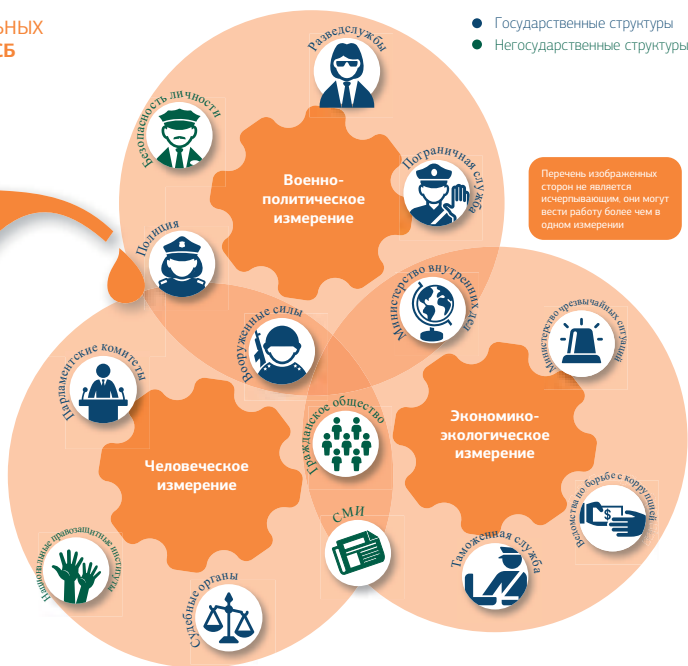 ЬНЫХ
СБ
Государственные структуры
Негосударственные структуры
Разведслужбы
Безопасность личности
Пограничная служба
Военно-
политическое
измерение
Перечень изображенных
сторон не является
исчерпывающим, они могут
вести работу более чем в
одном измерении
Полиция
Министерство внутренних дел
Вооруженные силы
Министерство чрезвычайных ситуаций
Парламентские комитеты
Гражданское общество
Экономико-
экологическое
измерение
Человеческое
измерение
Ведомства по борьбе с коррупцией
СМИ
Таможенная служба
Национальные правозащитные институты
Судебные органы